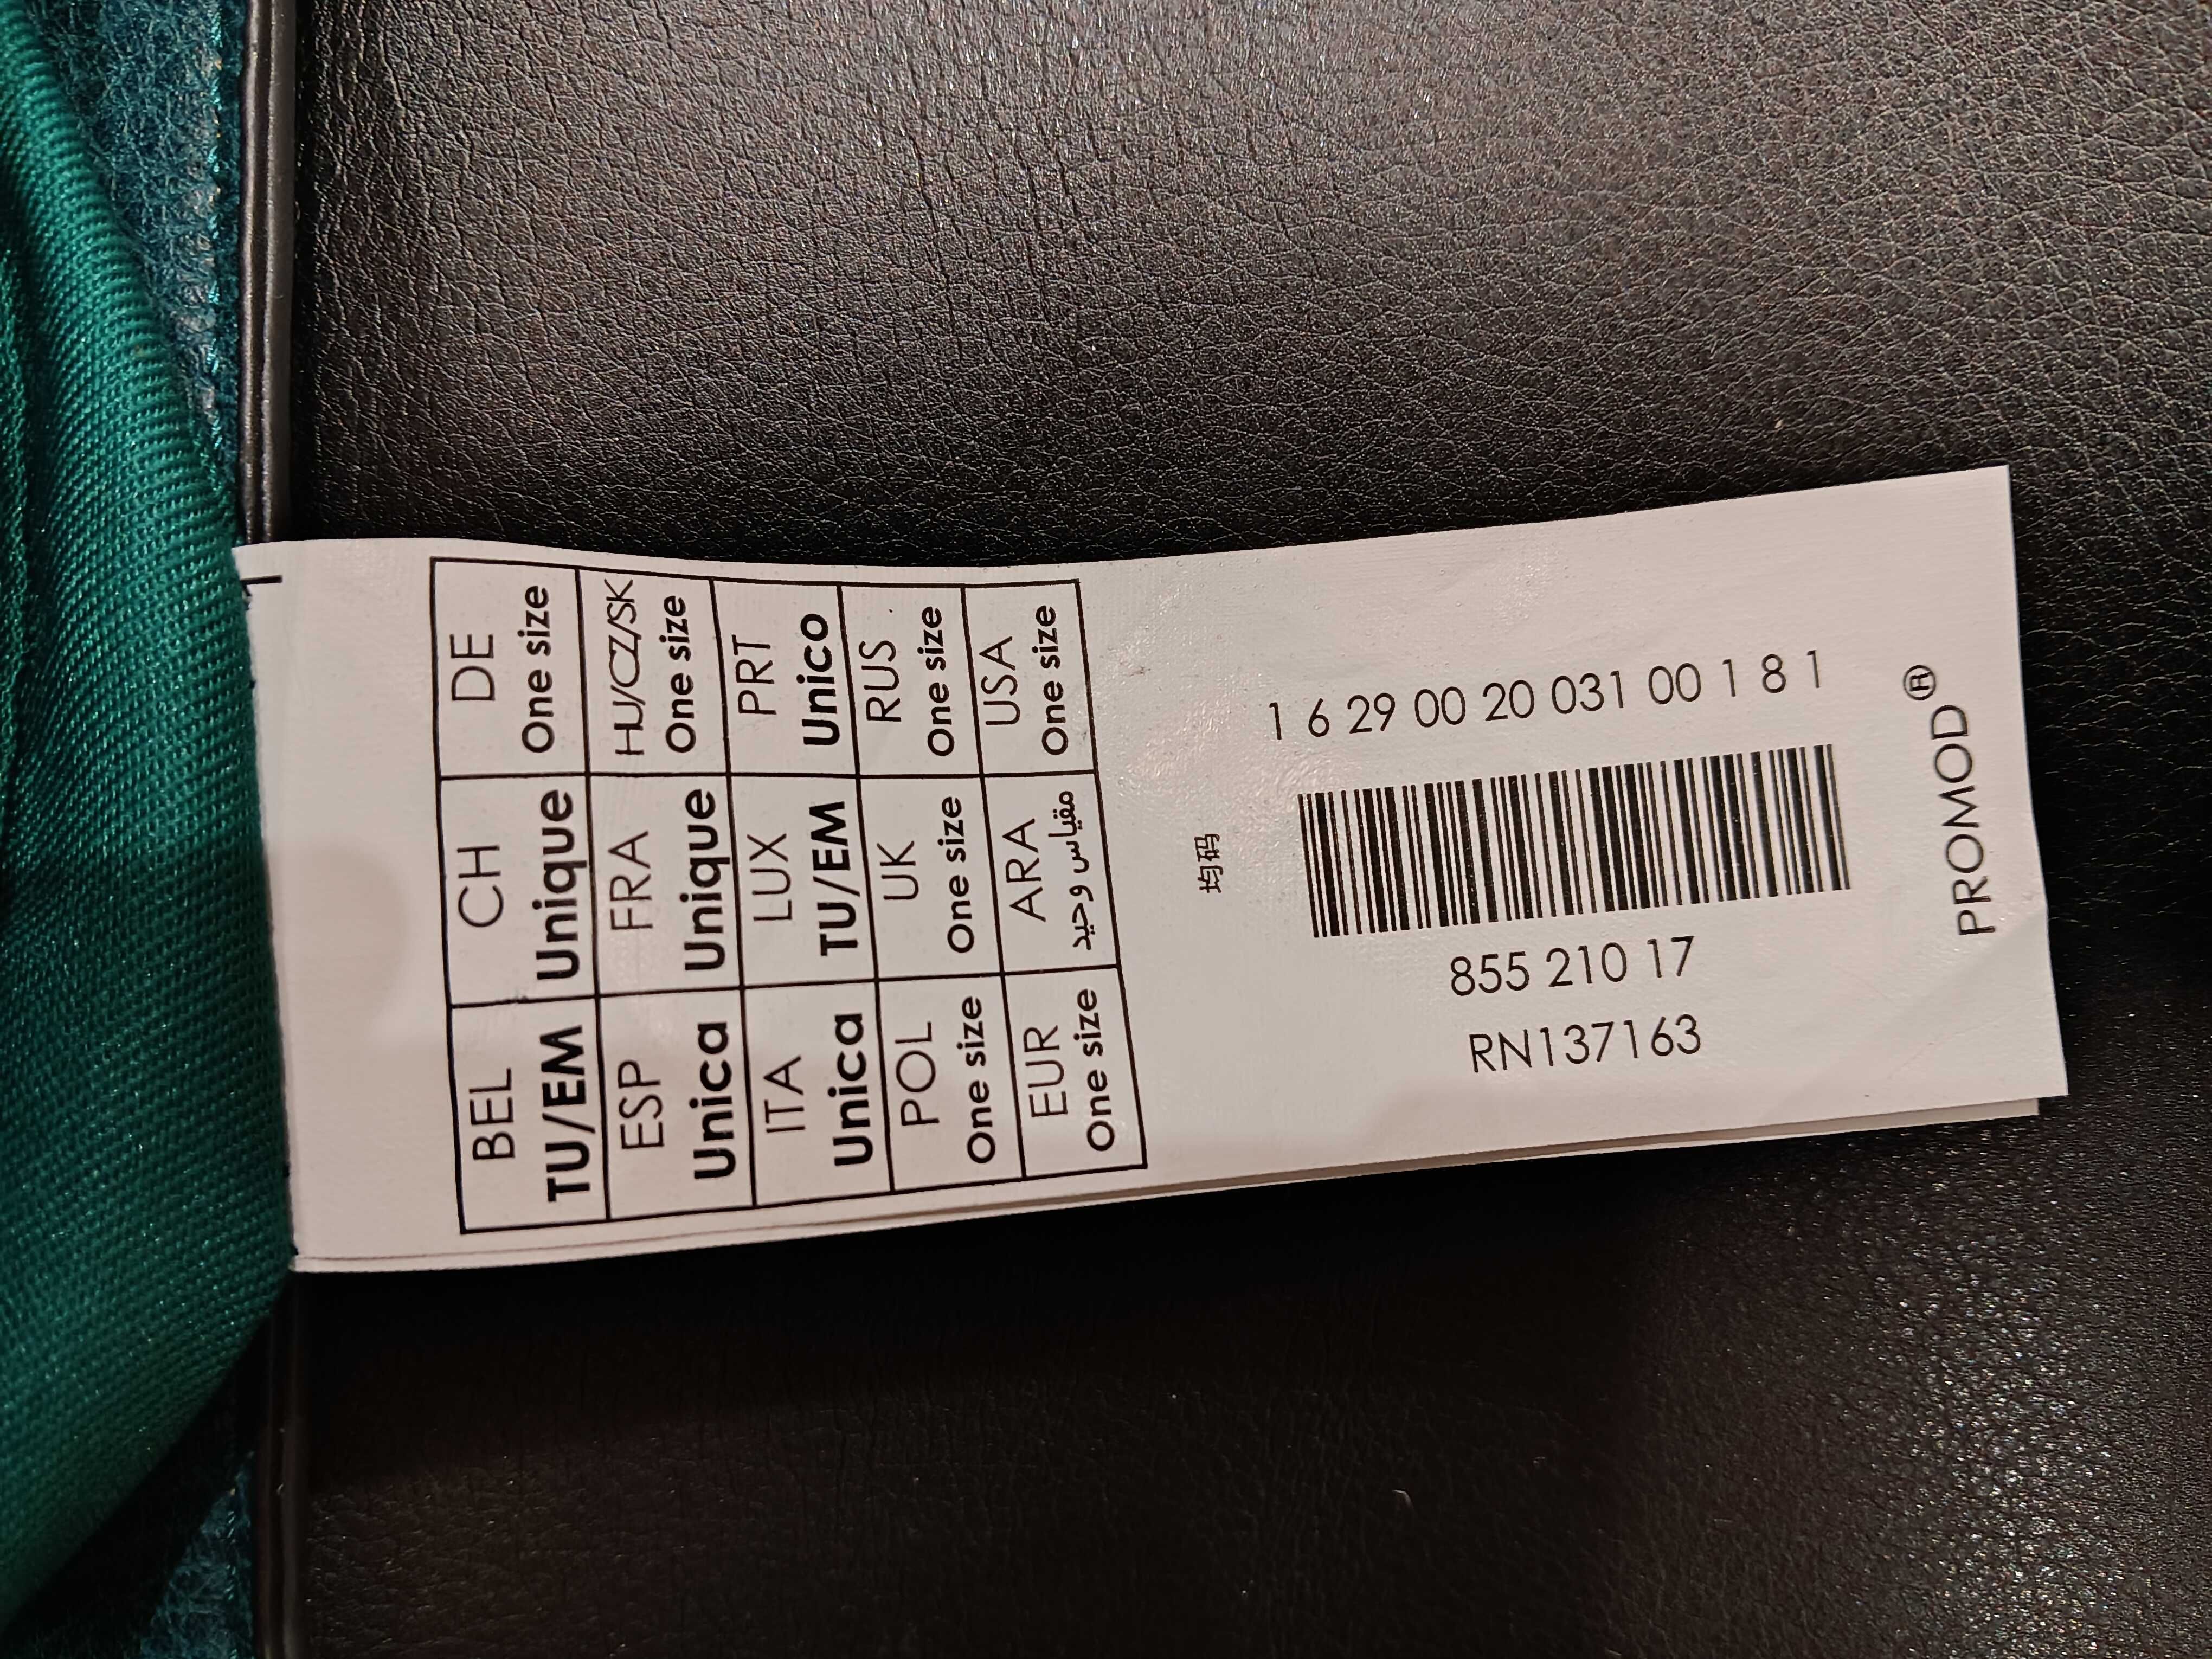 BEL CH DE
TU/EM Unique One size
ESP FRA HU/CZ/SK
Unica Unique One size
ITA LUX PRT
Unica TU/EM Unico
POL UK RUS
One size One size One size
EUR ARA USA
One size مقياس وحيد One size
均码
1 6 29 00 20 031 00 1 8 1
855 210 17
RN137163
PROMOD®